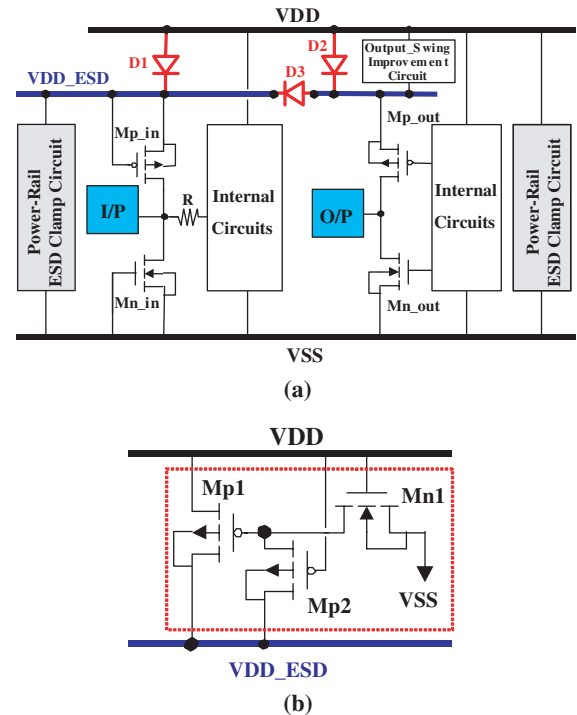 VDD
D1
D2
Output_Swing
Improvement
Circuit
VDD_ESD
D3
Mp_in
Mp_out
Power-Rail
ESD Clamp Circuit
I/P
R
Internal
Circuits
O/P
Internal
Circuits
Power-Rail
ESD Clamp Circuit
Mn_in
Mn_out
VSS
(a)
VDD
Mp1
Mn1
Mp2
VSS
VDD_ESD
(b)